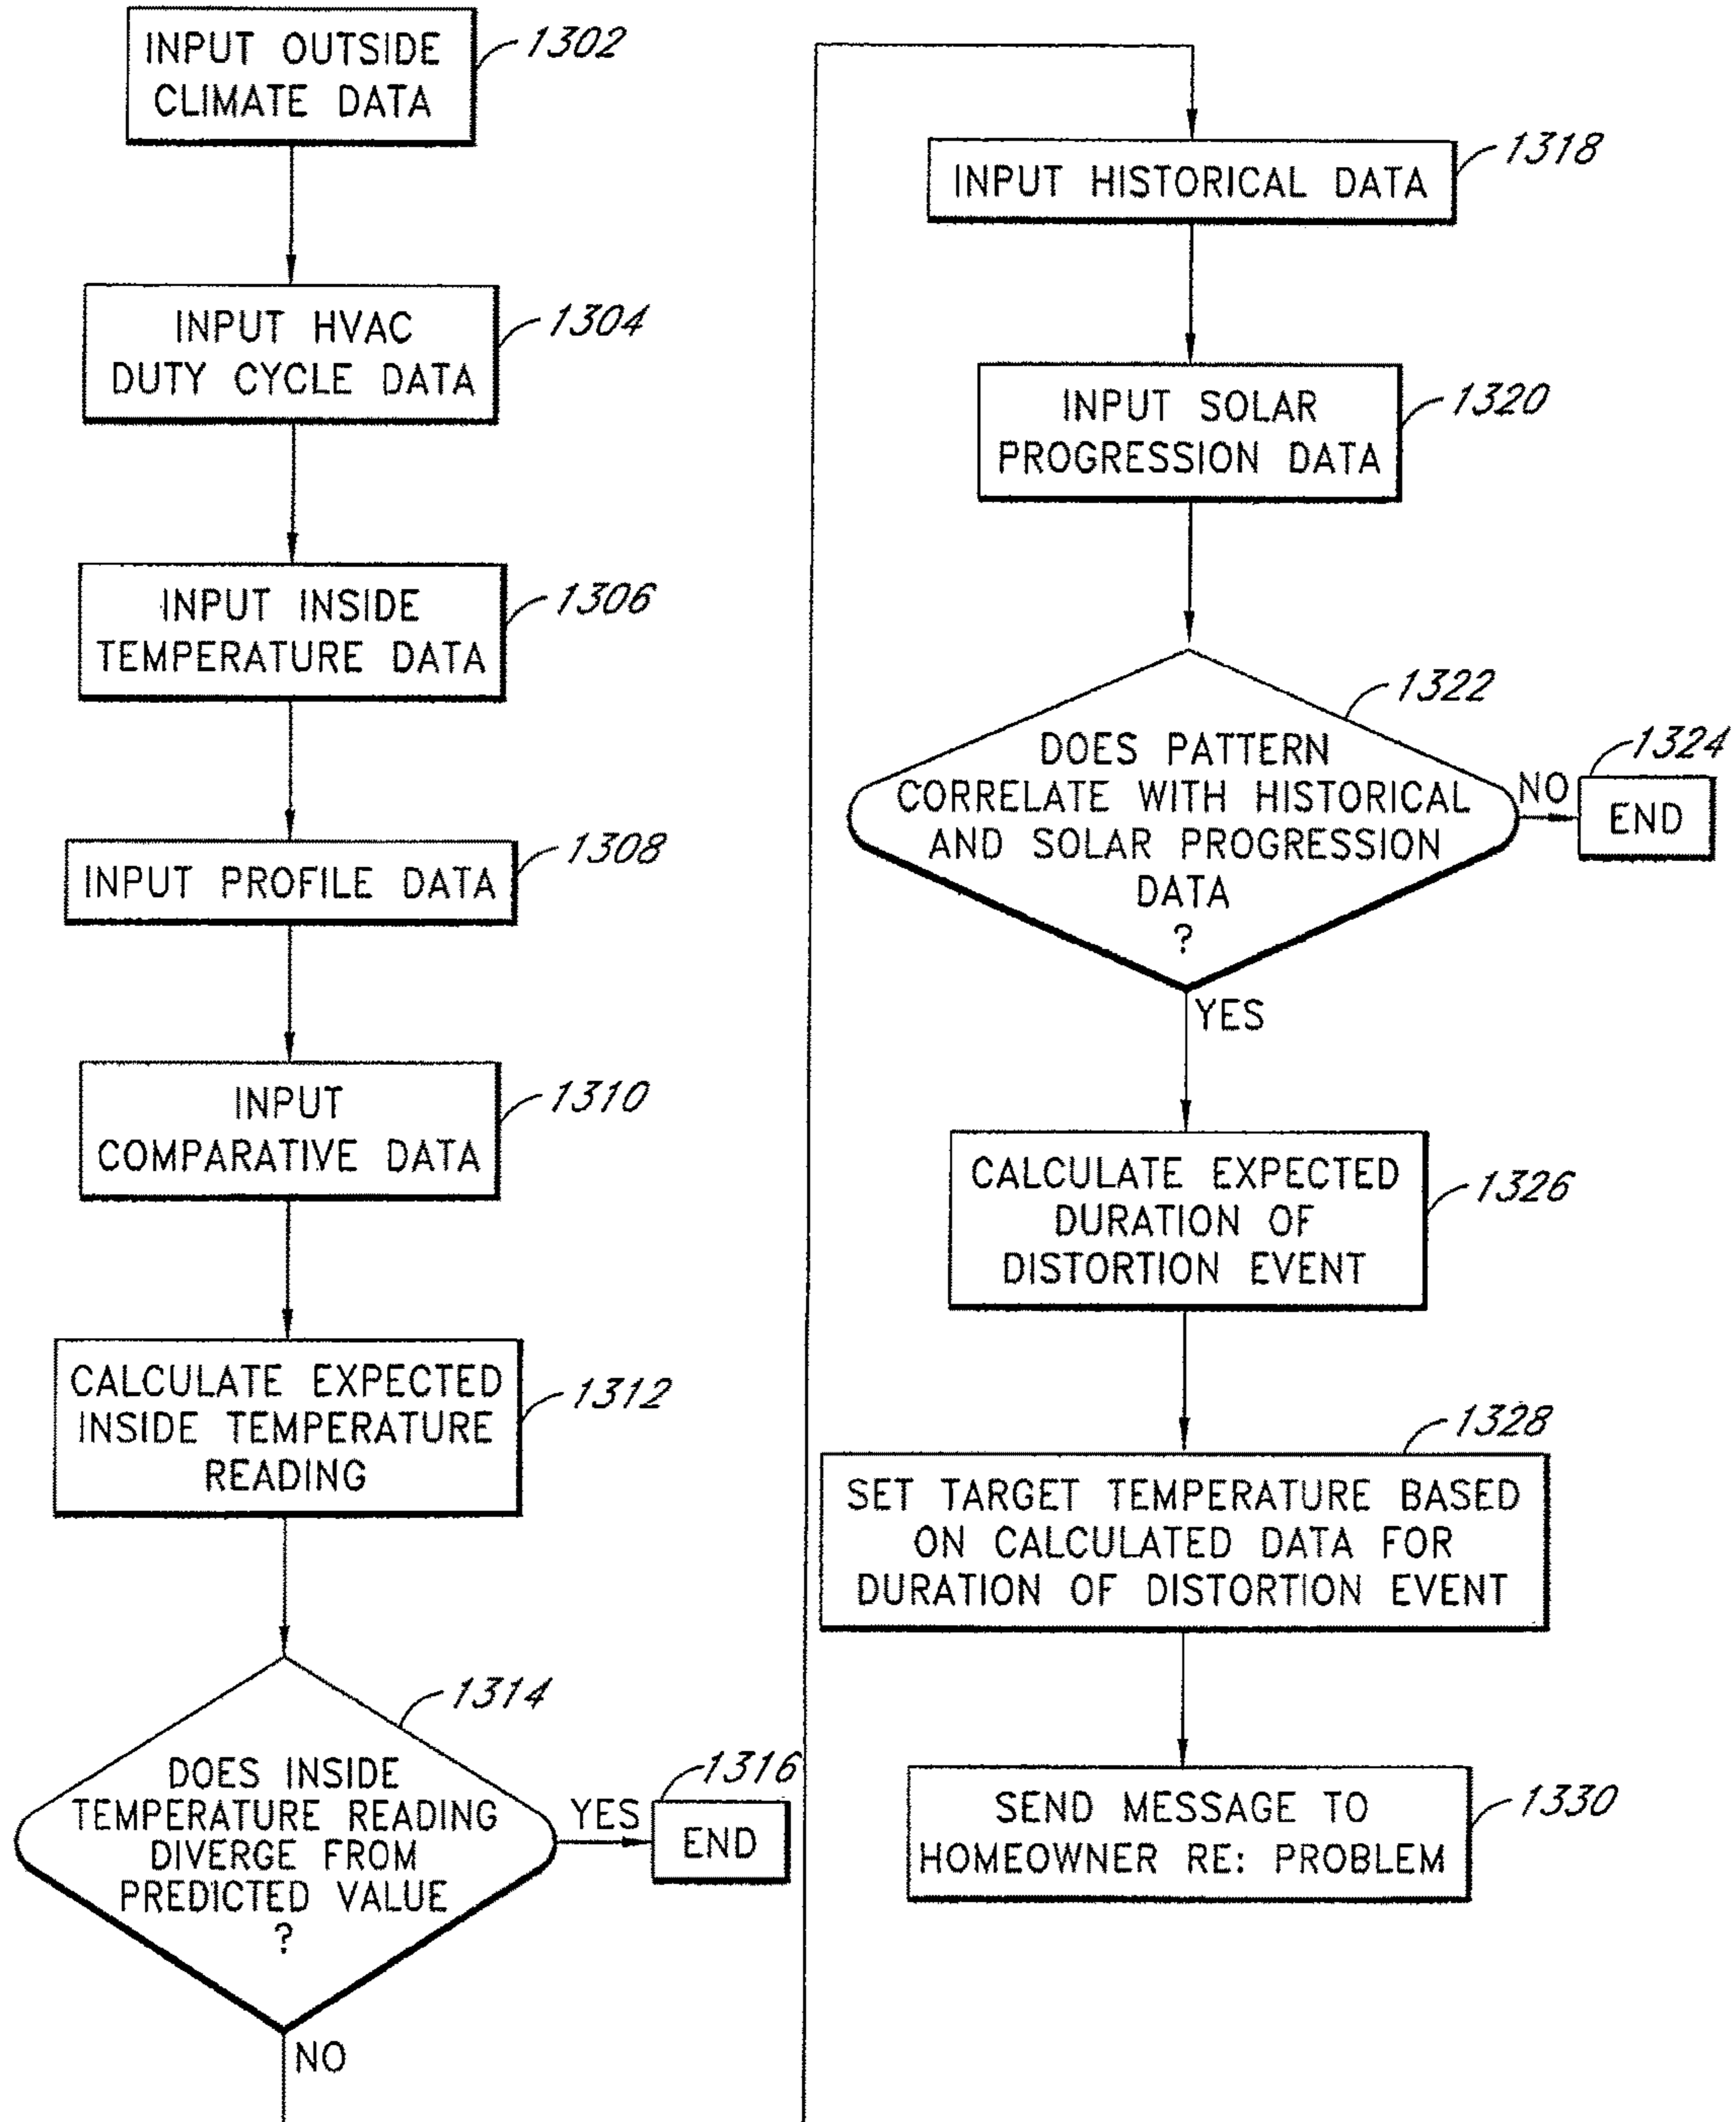 INPUT OUTSIDE
CLIMATE DATA
1302
INPUT HVAC
DUTY CYCLE DATA
1304
INPUT INSIDE
TEMPERATURE DATA
1306
INPUT PROFILE DATA
1308
INPUT
COMPARATIVE DATA
1310
CALCULATE EXPECTED
INSIDE TEMPERATURE
READING
1312
DOES INSIDE
TEMPERATURE READING
DIVERGE FROM
PREDICTED VALUE
?
1314
YES
END
1316
NO
INPUT HISTORICAL DATA
1318
INPUT SOLAR
PROGRESSION DATA
1320
DOES PATTERN
CORRELATE WITH HISTORICAL
AND SOLAR PROGRESSION
DATA
?
1322
NO
END
1324
YES
CALCULATE EXPECTED
DURATION OF
DISTORTION EVENT
1326
SET TARGET TEMPERATURE BASED
ON CALCULATED DATA FOR
DURATION OF DISTORTION EVENT
1328
SEND MESSAGE TO
HOMEOWNER RE: PROBLEM
1330